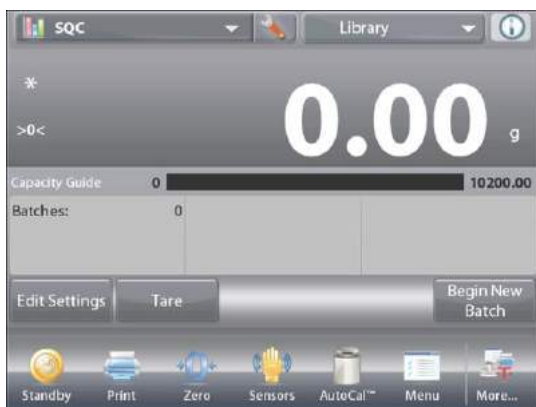 SQC
Library
*
>0<
0.00 g
Capacity Guide 0 10200.00
Batches: 0
Edit Settings
Tare
Begin New
Batch
Standby
Print
Zero
Sensors
AutoCal™
Menu
More...